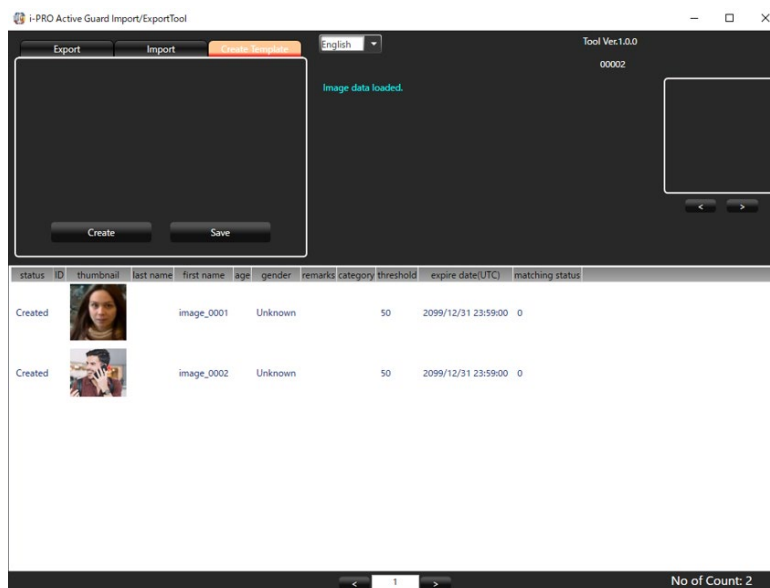 i-PRO Active Guard Import/ExportTool
Export Import Create Template
English
Tool Ver.1.0.0
00002
Image data loaded.
Create Save
< >
status ID thumbnail last name first name age gender remarks category threshold expire date(UTC) matching status
Created image_0001 Unknown 50 2099/12/31 23:59:00 0
Created image_0002 Unknown 50 2099/12/31 23:59:00 0
< 1 >
No of Count: 2